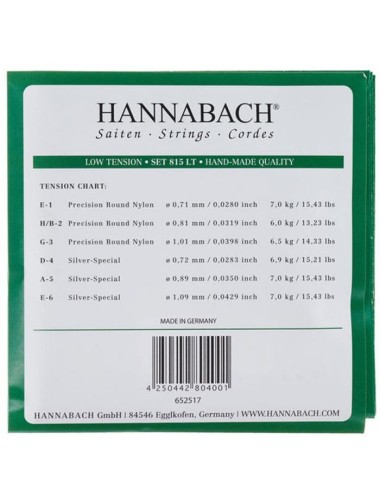 HANNABACH®
Saiten · Strings · Cordes
LOW TENSION • SET 815 LT • HAND-MADE QUALITY
TENSION CHART:
E-1 Precision Round Nylon ø 0,71 mm / 0,0280 inch 7,0 kg / 15,43 lbs
H/B-2 Precision Round Nylon ø 0,81 mm / 0,0319 inch 6,0 kg / 13,23 lbs
G-3 Precision Round Nylon ø 1,01 mm / 0,0398 inch 6,5 kg / 14,33 lbs
D-4 Silver-Special ø 0,72 mm / 0,0283 inch 6,9 kg / 15,21 lbs
A-5 Silver-Special ø 0,89 mm / 0,0350 inch 7,0 kg / 15,43 lbs
E-6 Silver-Special ø 1,09 mm / 0,0429 inch 7,0 kg / 15,43 lbs
MADE IN GERMANY
4 250442 804001
652517
HANNABACH GmbH | 84546 Egglkofen, Germany | WWW.HANNABACH.COM